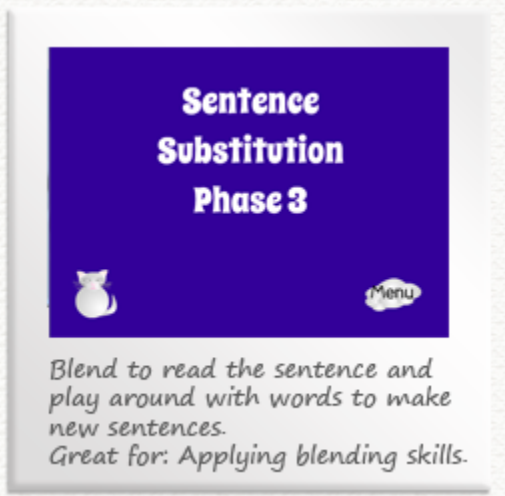 Sentence
Substitution
Phase 3
Menu
Blend to read the sentence and
play around with words to make
new sentences.
Great for: Applying blending skills.